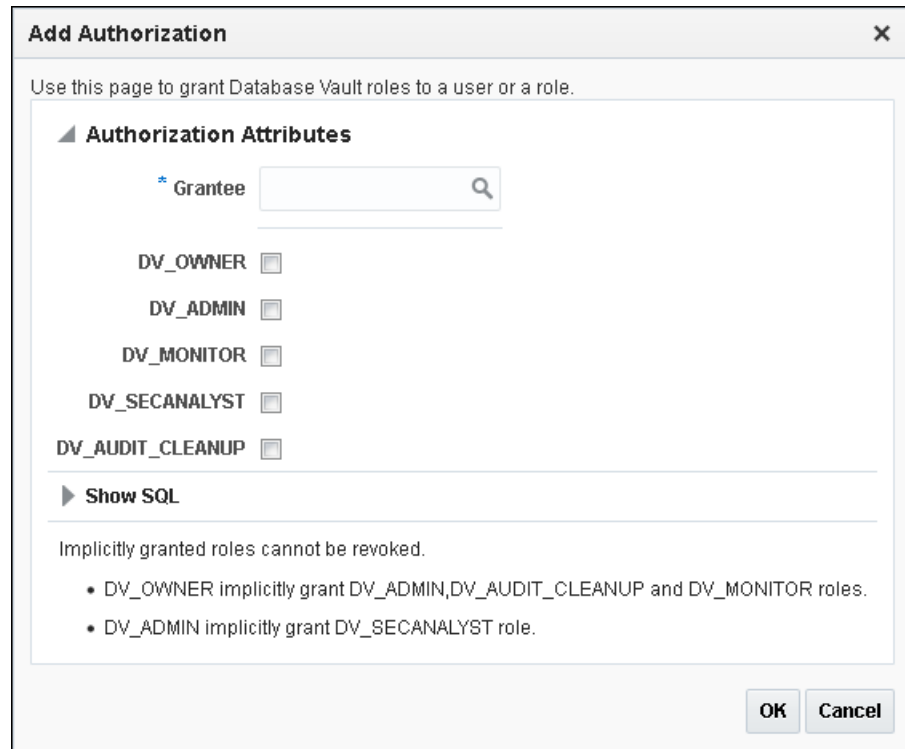 Add Authorization
Use this page to grant Database Vault roles to a user or a role.
Authorization Attributes
* Grantee
DV_OWNER
DV_ADMIN
DV_MONITOR
DV_SECANALYST
DV_AUDIT_CLEANUP
Show SQL
Implicitly granted roles cannot be revoked.
• DV_OWNER implicitly grant DV_ADMIN,DV_AUDIT_CLEANUP and DV_MONITOR roles.
• DV_ADMIN implicitly grant DV_SECANALYST role.
OK Cancel